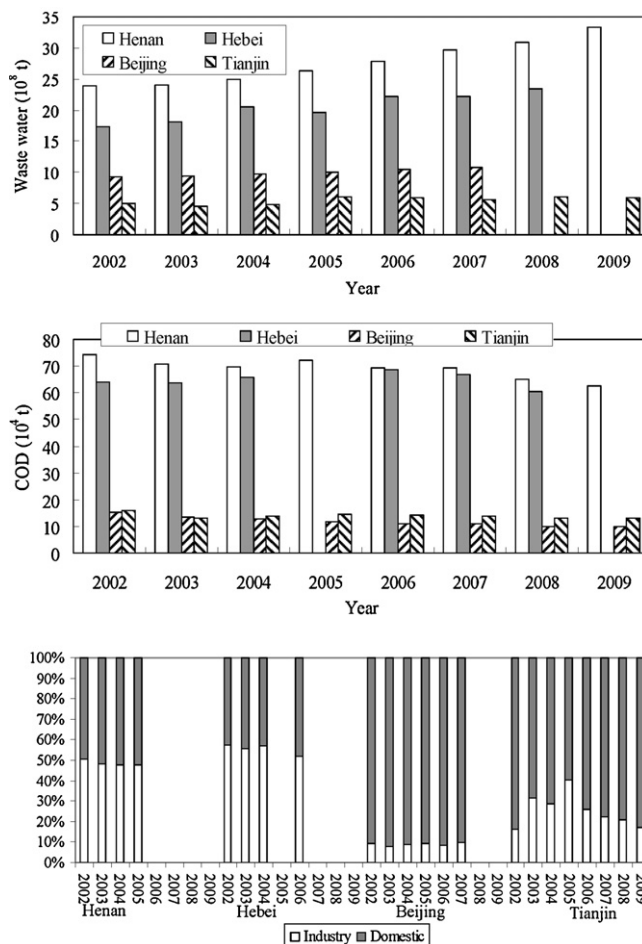 35
30
25
20
15
10
5
0
Waste water (10⁸ t)
Henan Hebei
Beijing Tianjin
2002 2003 2004 2005 2006 2007 2008 2009
Year
80
70
60
50
40
30
20
10
0
COD (10⁴ t)
Henan Hebei Beijing Tianjin
2002 2003 2004 2005 2006 2007 2008 2009
Year
100%
90%
80%
70%
60%
50%
40%
30%
20%
10%
0%
2002 2003 2004 2005 2006 2007 2008 2009 2002 2003 2004 2005 2006 2007 2008 2009 2002 2003 2004 2005 2006 2007 2008 2009 2002 2003 2004 2005 2006 2007 2008 2009
Henan Hebei Beijing Tianjin
Industry Domestic